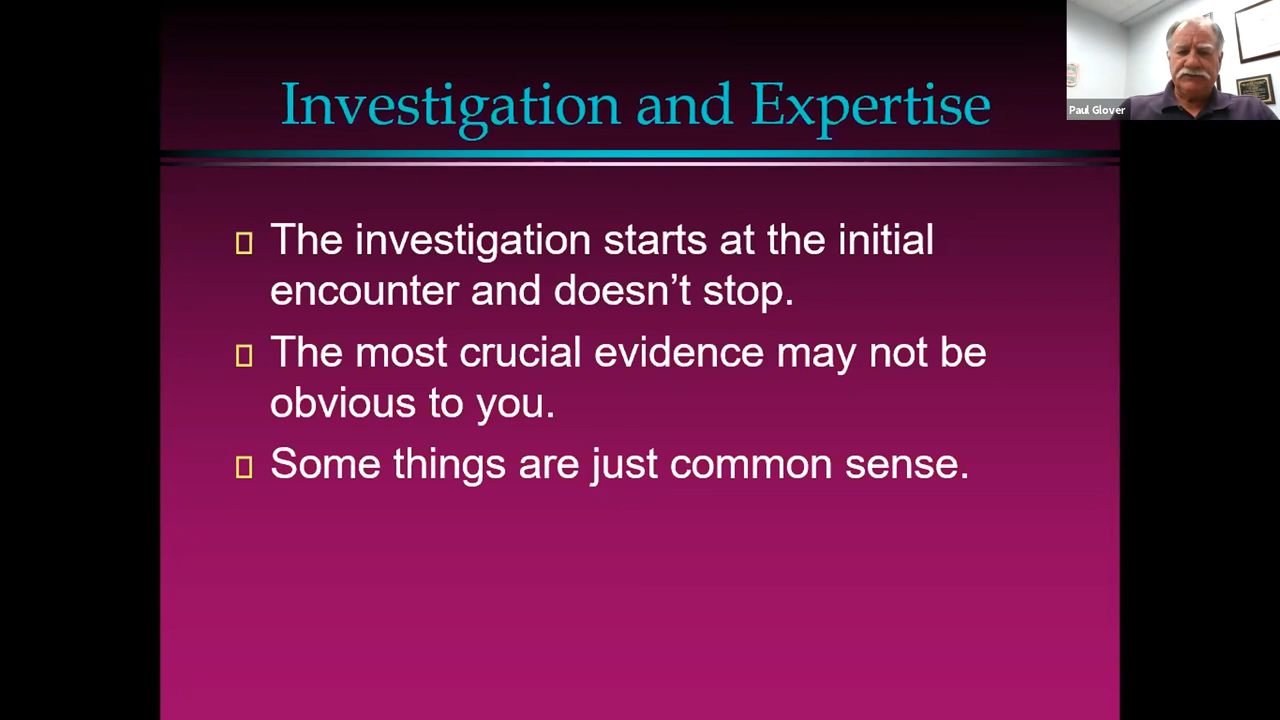 Investigation and Expertise
Paul Glover
The investigation starts at the initial
encounter and doesn’t stop.
The most crucial evidence may not be
obvious to you.
Some things are just common sense.